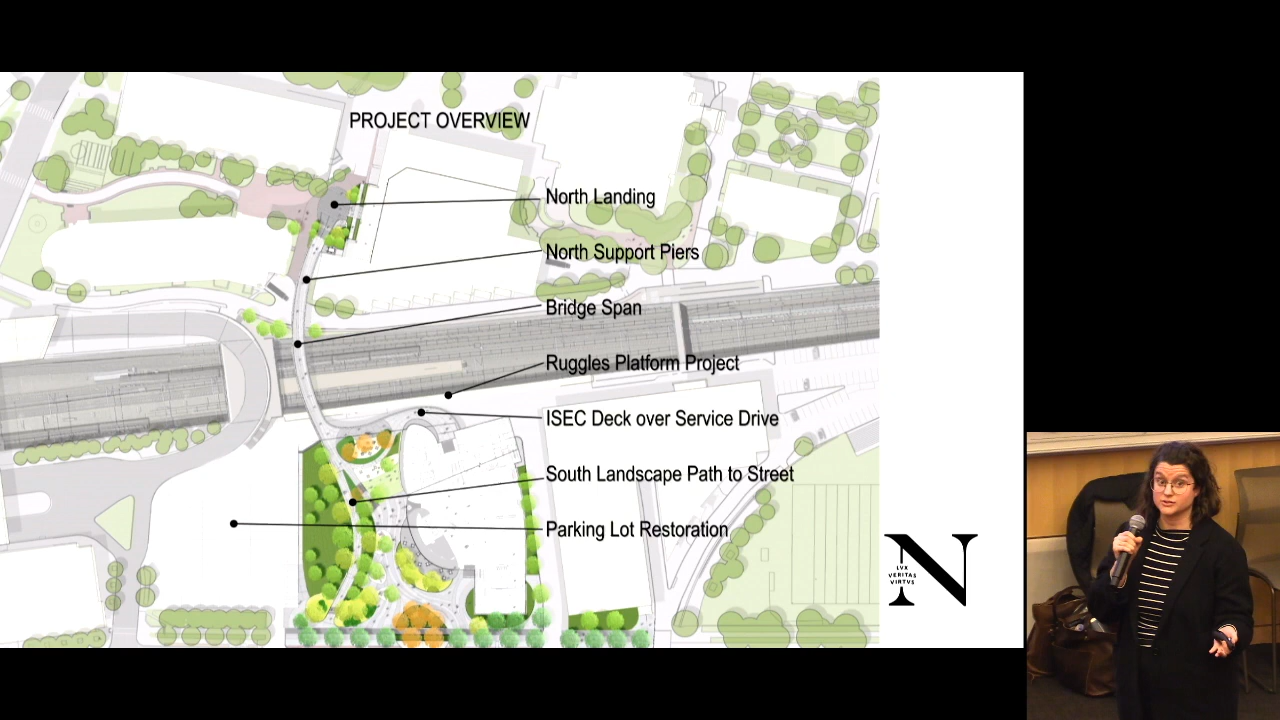 PROJECT OVERVIEW
North Landing
North Support Piers
Bridge Span
Ruggles Platform Project
ISEC Deck over Service Drive
South Landscape Path to Street
Parking Lot Restoration
N
LVX
VERITAS
VIRTVS